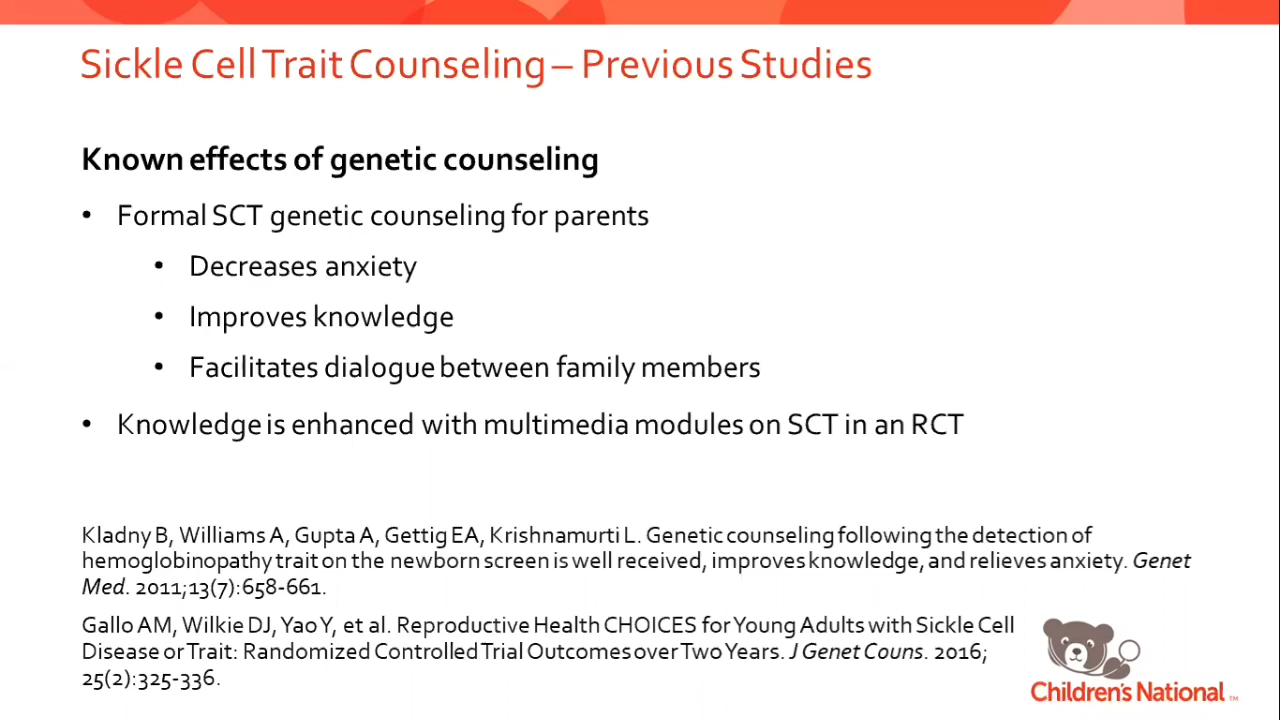 Sickle Cell Trait Counseling – Previous Studies
Known effects of genetic counseling
• Formal SCT genetic counseling for parents
• Decreases anxiety
• Improves knowledge
• Facilitates dialogue between family members
• Knowledge is enhanced with multimedia modules on SCT in an RCT
Kladny B, Williams A, Gupta A, Gettig EA, Krishnamurti L. Genetic counseling following the detection of
hemoglobinopathy trait on the newborn screen is well received, improves knowledge, and relieves anxiety. Genet
Med. 2011;13(7):658-661.
Gallo AM, Wilkie DJ, Yao Y, et al. Reproductive Health CHOICES for Young Adults with Sickle Cell
Disease or Trait: Randomized Controlled Trial Outcomes over Two Years. J Genet Couns. 2016;
25(2):325-336.
Children's National ™